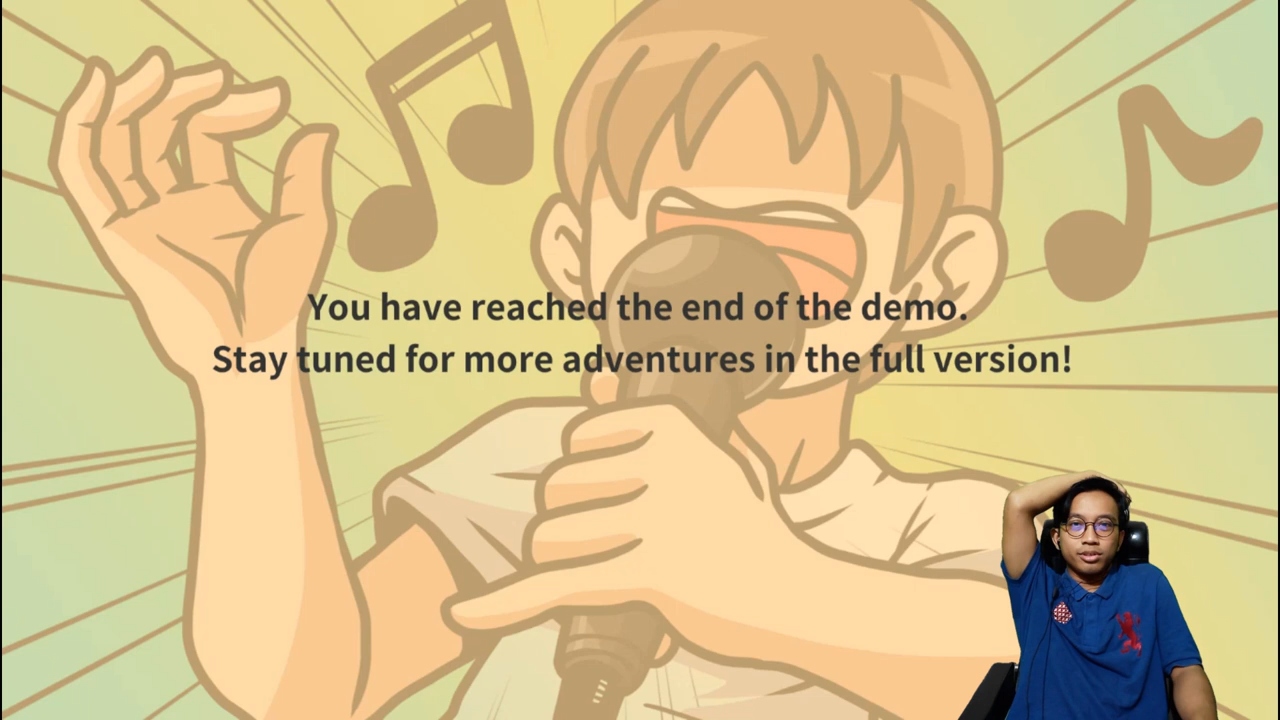 You have reached the end of the demo.
Stay tuned for more adventures in the full version!